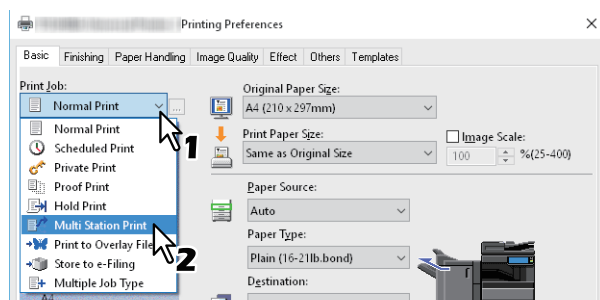 Printing Preferences
Basic Finishing Paper Handling Image Quality Effect Others Templates
Print Job:
Normal Print
...
Normal Print
Scheduled Print
Private Print
Proof Print
Hold Print
Multi Station Print
Print to Overlay File
Store to e-Filing
Multiple Job Type
A4
1
2
Original Paper Size:
A4 (210 x 297mm)
Print Paper Size:
Same as Original Size
Image Scale:
100 %(25-400)
Paper Source:
Auto
Paper Type:
Plain (16-21lb.bond)
Destination: